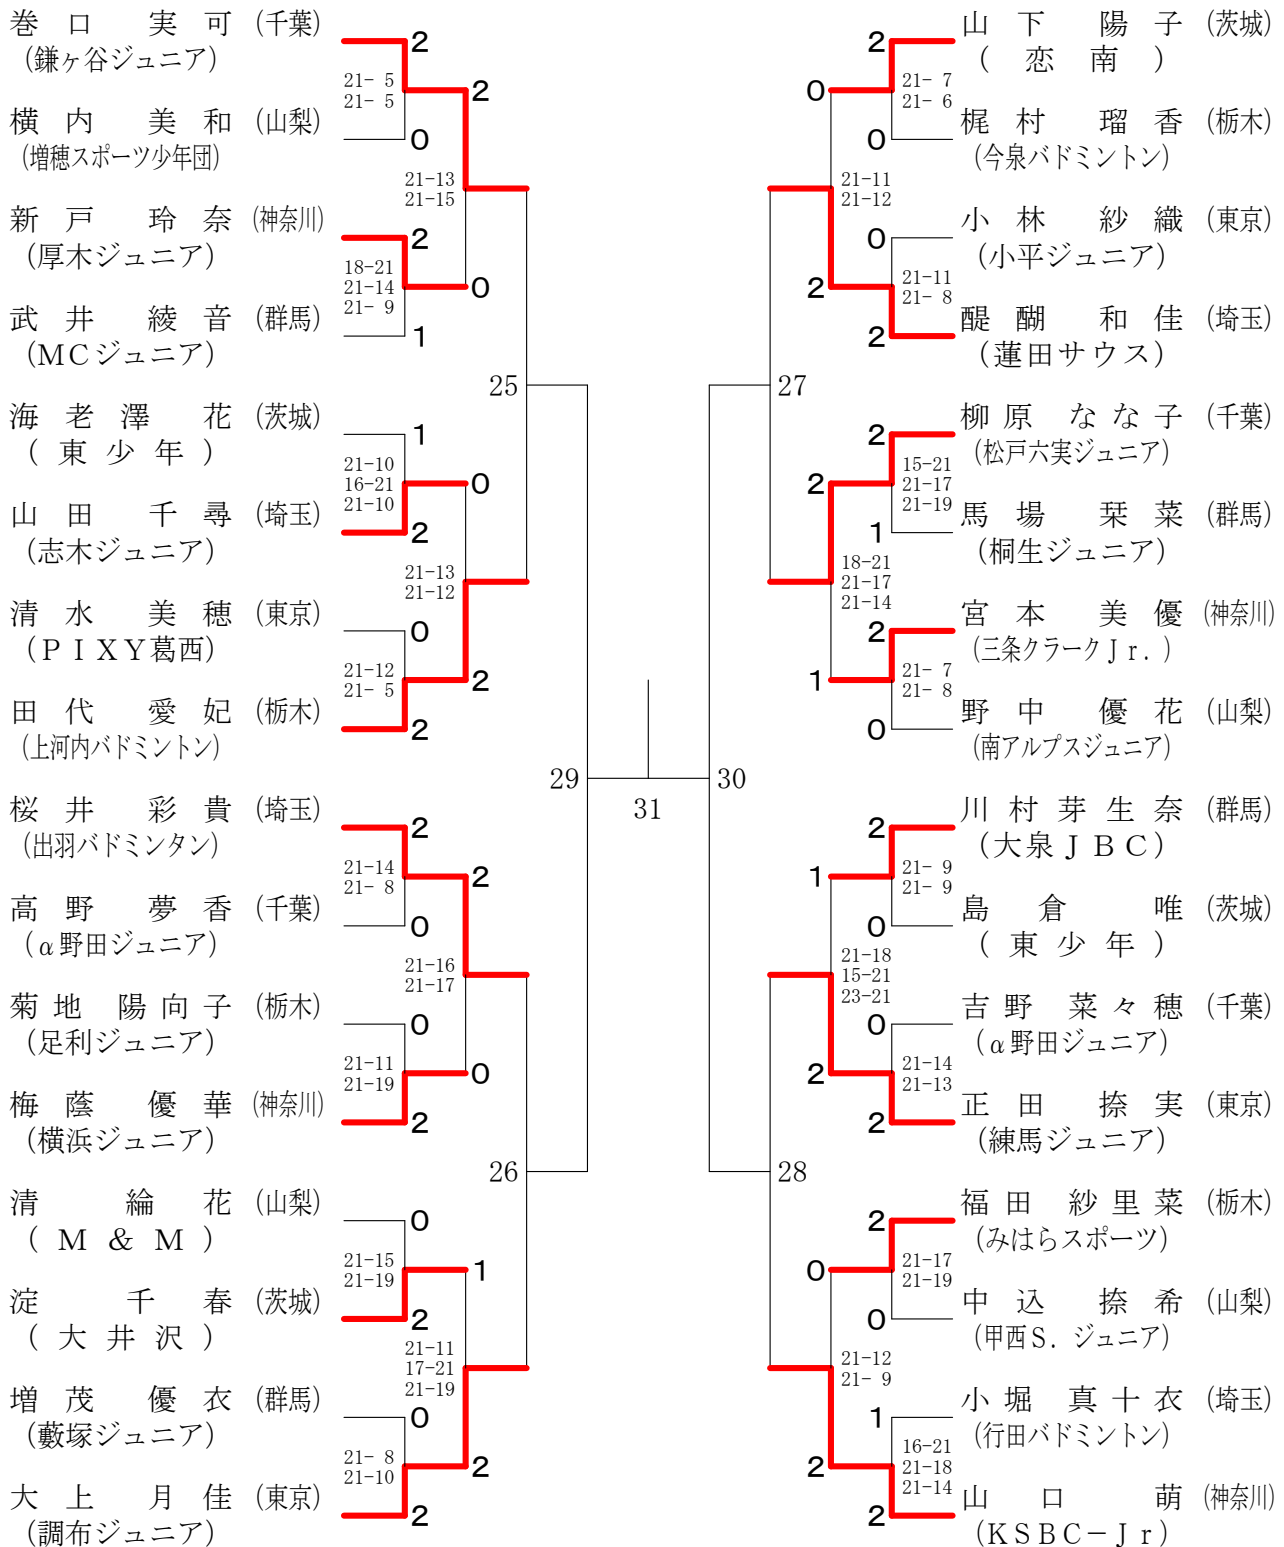 巻口 実可 (千葉)
(鎌ヶ谷ジュニア)
2
21- 5
21- 5
2
横内 美和 (山梨)
(増穂スポーツ少年団)
0
21-13
21-15
新戸 玲奈 (神奈川)
(厚木ジュニア)
2
18-21
21-14
21- 9
0
武井 綾音 (群馬)
(MCジュニア)
1
25
海老澤 花 (茨城)
(東少年)
1
21-10
16-21
21-10
0
山田 千尋 (埼玉)
(志木ジュニア)
2
21-13
21-12
清水 美穂 (東京)
(PIXY葛西)
0
21-12
21- 5
2
田代 愛妃 (栃木)
(上河内バドミントン)
2
29
桜井 彩貴 (埼玉)
(出羽バドミンタン)
2
21-14
21- 8
2
高野 夢香 (千葉)
(α野田ジュニア)
0
21-16
21-17
菊地 陽向子 (栃木)
(足利ジュニア)
0
21-11
21-19
0
梅蔭 優華 (神奈川)
(横浜ジュニア)
2
26
清 綸花 (山梨)
(M & M)
0
21-15
21-19
1
淀 千春 (茨城)
(大井沢)
2
21-11
17-21
21-19
増茂 優衣 (群馬)
(藪塚ジュニア)
0
21- 8
21-10
2
大上 月佳 (東京)
(調布ジュニア)
2
31
山下 陽子 (茨城)
(恋南)
2
21- 7
21- 6
0
梶村 瑠香 (栃木)
(今泉バドミントン)
0
21-11
21-12
小林 紗織 (東京)
(小平ジュニア)
0
21-11
21- 8
2
醍醐 和佳 (埼玉)
(蓮田サウス)
2
27
柳原 なな子 (千葉)
(松戸六実ジュニア)
2
15-21
21-17
21-19
2
馬場 栞菜 (群馬)
(桐生ジュニア)
1
18-21
21-17
21-14
宮本 美優 (神奈川)
(三条クラークJr.)
2
21- 7
21- 8
1
野中 優花 (山梨)
(南アルプスジュニア)
0
30
川村芽生奈 (群馬)
(大泉JBC)
2
21- 9
21- 9
1
島倉 唯 (茨城)
(東少年)
0
21-18
15-21
23-21
吉野 菜々穂 (千葉)
(α野田ジュニア)
0
21-14
21-13
2
正田 捺実 (東京)
(練馬ジュニア)
2
28
福田 紗里菜 (栃木)
(みはらスポーツ)
2
21-17
21-19
0
中込 捺希 (山梨)
(甲西S.ジュニア)
0
21-12
21- 9
小堀 真十衣 (埼玉)
(行田バドミントン)
1
16-21
21-18
21-14
2
山口 萌 (神奈川)
(KSBC-Jr)
2